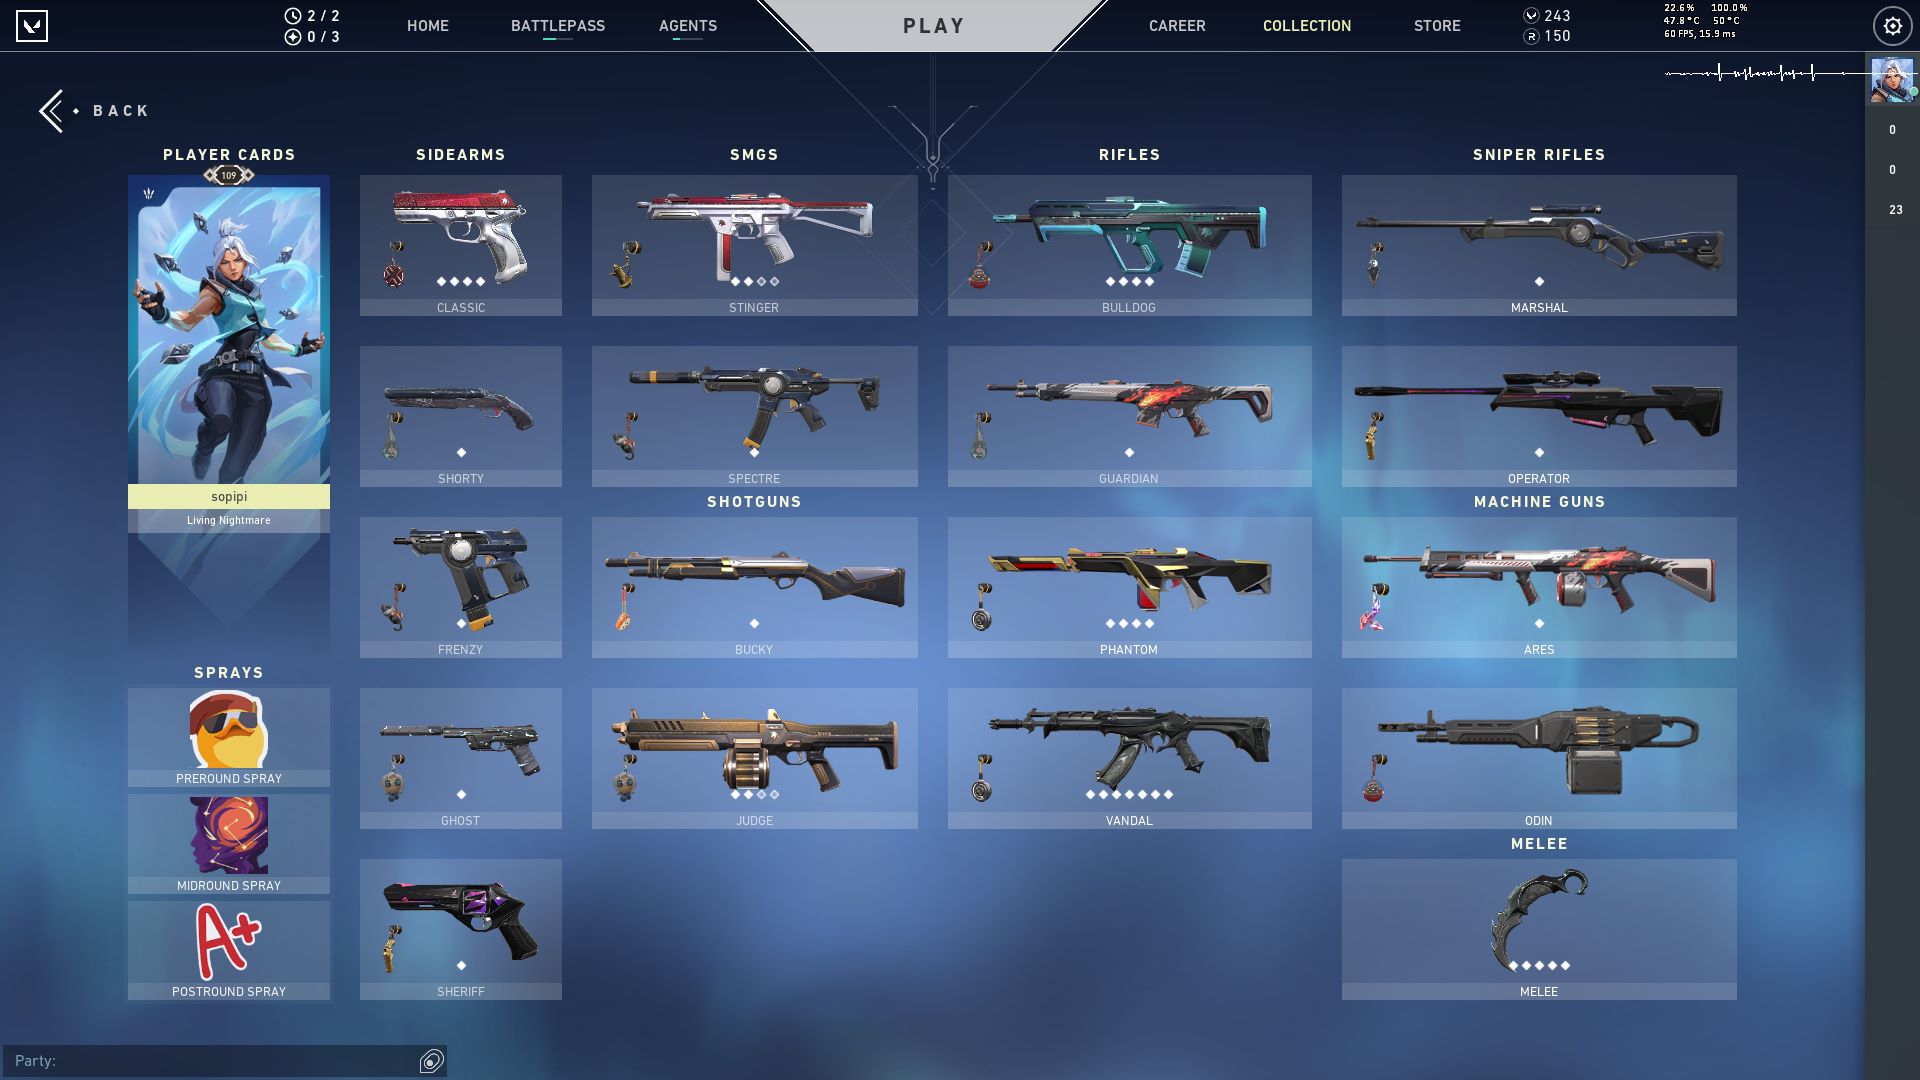 2 / 2
0 / 3
HOME
BATTLEPASS
AGENTS
PLAY
CAREER
COLLECTION
STORE
243
150
22.6% 100.0%
47.8°C 50°C
60 FPS, 15.9 ms
BACK
0
0
23
PLAYER CARDS
109
sopipi
Living Nightmare
SPRAYS
PREROUND SPRAY
A+
MIDROUND SPRAY
POSTROUND SPRAY
SIDEARMS
CLASSIC
SHORTY
FRENZY
GHOST
SHERIFF
SMGS
STINGER
SPECTRE
SHOTGUNS
BUCKY
JUDGE
RIFLES
BULLDOG
GUARDIAN
PHANTOM
VANDAL
SNIPER RIFLES
MARSHAL
OPERATOR
MACHINE GUNS
ARES
ODIN
MELEE
MELEE
Party: